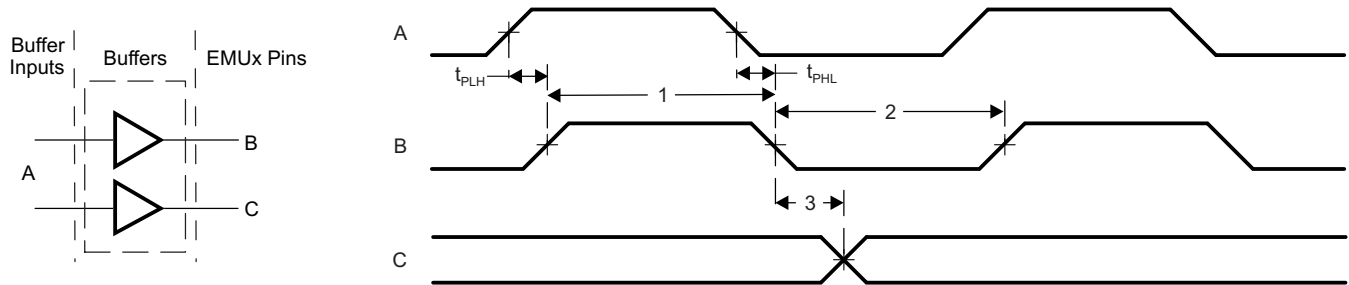 Buffer
Inputs
Buffers
EMUx Pins
A
B
C
A
t_PLH
t_PHL
1
2
B
3
C